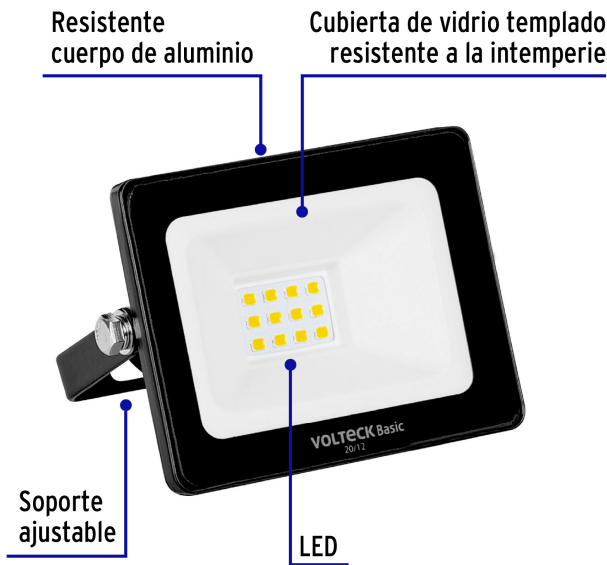 Resistente
cuerpo de aluminio
Cubierta de vidrio templado
resistente a la intemperie
VOLTECK Basic
20/12
Soporte
ajustable
LED